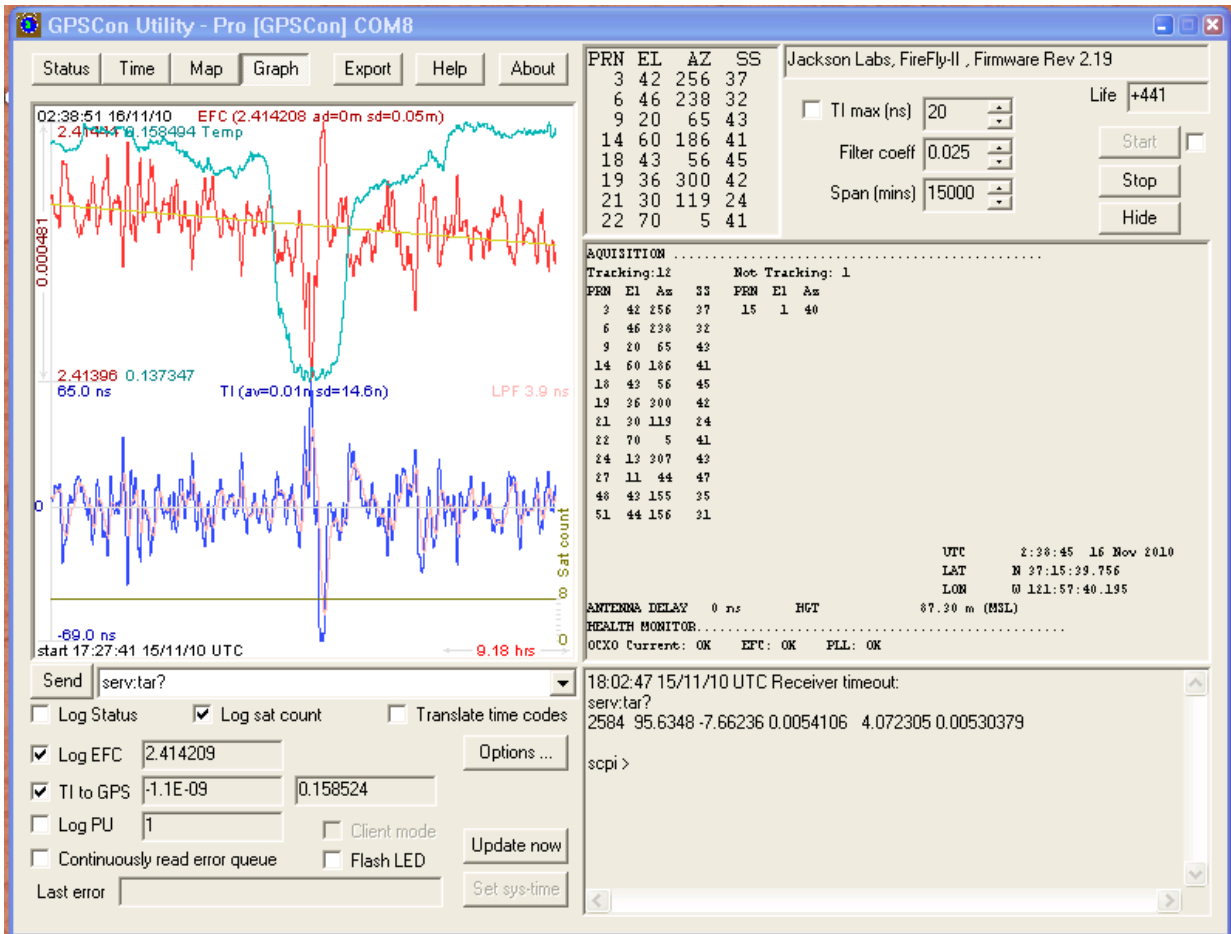 GPSCon Utility - Pro [GPSCon] COM8
Status Time Map Graph Export Help About
02:38:51 16/11/10 EFC (2.414208 ad=0m sd=0.05m)
2.41444 0.158494 Temp
0.000481
2.41396 0.137347
65.0 ns TI (av=0.01n sd=14.6n) LPF 3.9 ns
0
Sat count
8
0
-69.0 ns
start 17:27:41 15/11/10 UTC 9.18 hrs
PRN EL AZ SS
3 42 256 37
6 46 238 32
9 20 65 43
14 60 186 41
18 43 56 45
19 36 300 42
21 30 119 24
22 70 5 41
Jackson Labs, FireFly-II , Firmware Rev 2.19
Life +441
TI max (ns) 20
Filter coeff 0.025
Span (mins) 15000
Start
Stop
Hide
AQUISITION ................................................
Tracking:12 Not Tracking: 1
PRN El Az SS PRN El Az
3 42 256 37 15 1 40
6 46 238 32
9 20 65 43
14 60 186 41
18 43 56 45
19 36 300 42
21 30 119 24
22 70 5 41
24 13 307 43
27 11 44 47
48 43 155 35
51 44 156 31
UTC 2:38:45 16 Nov 2010
LAT N 37:15:39.756
LON W 121:57:40.195
ANTENNA DELAY 0 ns HGT 87.30 m (MSL)
HEALTH MONITOR................................................
OCXO Current: OK EFC: OK PLL: OK
Send serv:tar?
Log Status Log sat count Translate time codes
Log EFC 2.414209 Options ...
TI to GPS -1.1E-09 0.158524
Log PU 1 Client mode
Update now
Continuously read error queue Flash LED
Last error Set sys-time
18:02:47 15/11/10 UTC Receiver timeout:
serv:tar?
2584 95.6348 -7.66236 0.0054106 4.072305 0.00530379
scpi >